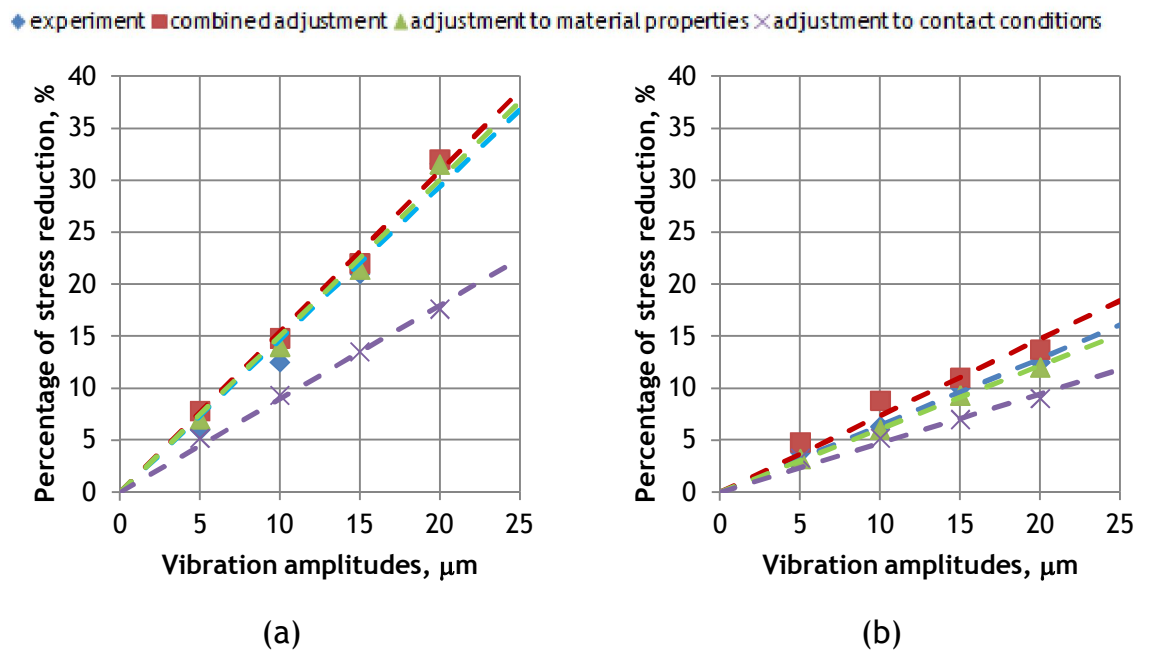 experiment combined adjustment adjustment to material properties adjustment to contact conditions
Percentage of stress reduction, %
40
35
30
25
20
15
10
5
0
0 5 10 15 20 25
Vibration amplitudes, μm
(a)
Percentage of stress reduction, %
40
35
30
25
20
15
10
5
0
0 5 10 15 20 25
Vibration amplitudes, μm
(b)